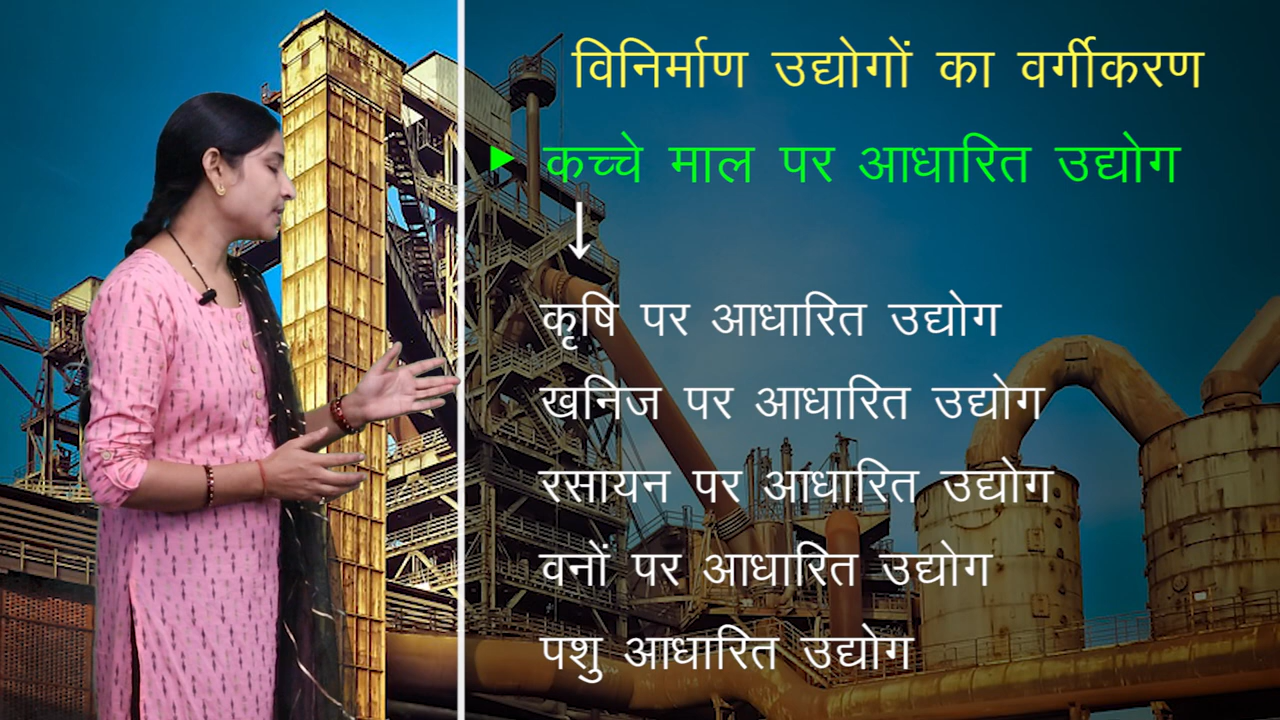 विनिर्माण उद्योगों का वर्गीकरण
कच्चे माल पर आधारित उद्योग
कृषि पर आधारित उद्योग
खनिज पर आधारित उद्योग
रसायन पर आधारित उद्योग
वनों पर आधारित उद्योग
पशु आधारित उद्योग